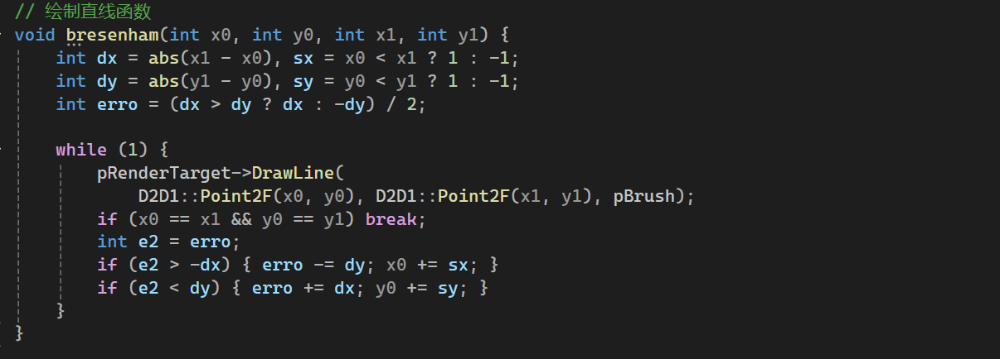 // 绘制直线函数
void bresenham(int x0, int y0, int x1, int y1) {
    int dx = abs(x1 - x0), sx = x0 < x1 ? 1 : -1;
    int dy = abs(y1 - y0), sy = y0 < y1 ? 1 : -1;
    int erro = (dx > dy ? dx : -dy) / 2;

    while (1) {
        pRenderTarget->DrawLine(
            D2D1::Point2F(x0, y0), D2D1::Point2F(x1, y1), pBrush);
        if (x0 == x1 && y0 == y1) break;
        int e2 = erro;
        if (e2 > -dx) { erro -= dy; x0 += sx; }
        if (e2 < dy) { erro += dx; y0 += sy; }
    }
}